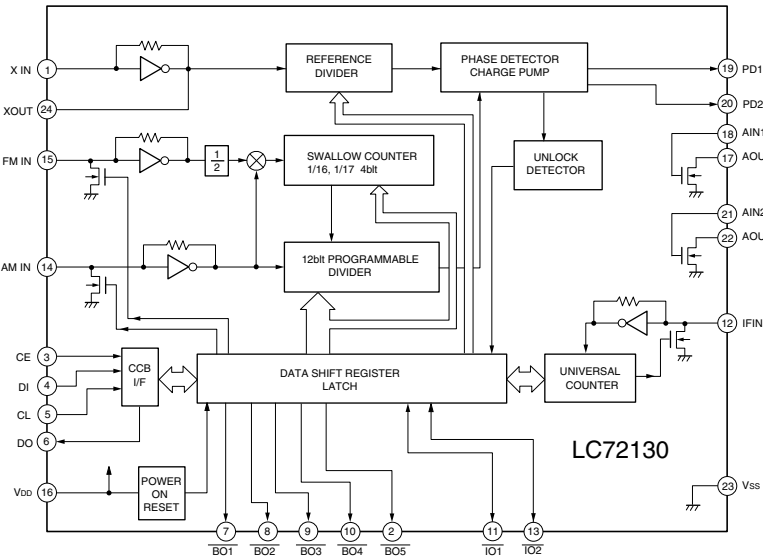 X IN 1
REFERENCE
DIVIDER
PHASE DETECTOR
CHARGE PUMP
19 PD1
XOUT 24
20 PD2
18 AIN1
FM IN 15
1
2
SWALLOW COUNTER
1/16, 1/17 4blt
UNLOCK
DETECTOR
17 AOU
21 AIN2
22 AOU
AM IN 14
12blt PROGRAMMABLE
DIVIDER
12 IFIN
CE 3
DI 4
CL 5
DO 6
CCB
I/F
DATA SHIFT REGISTER
LATCH
UNIVERSAL
COUNTER
LC72130
VDD 16
POWER
ON
RESET
23 VSS
7 8 9 10 2 11 13
BO1 BO2 BO3 BO4 BO5 IO1 IO2